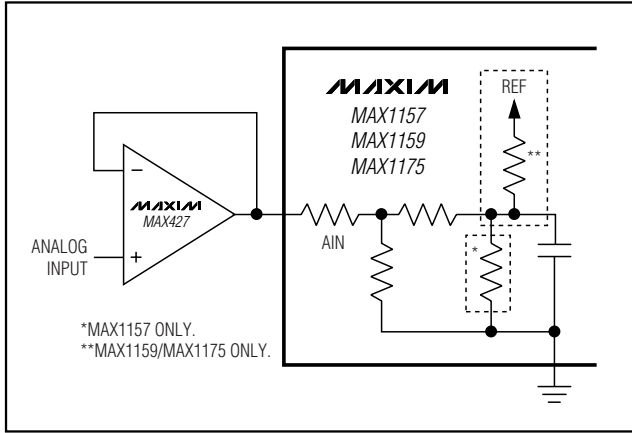 MAXIM
MAX1157
MAX1159
MAX1175
REF
**
−
MAXIM
MAX427
+
ANALOG
INPUT
AIN
*
*MAX1157 ONLY.
**MAX1159/MAX1175 ONLY.